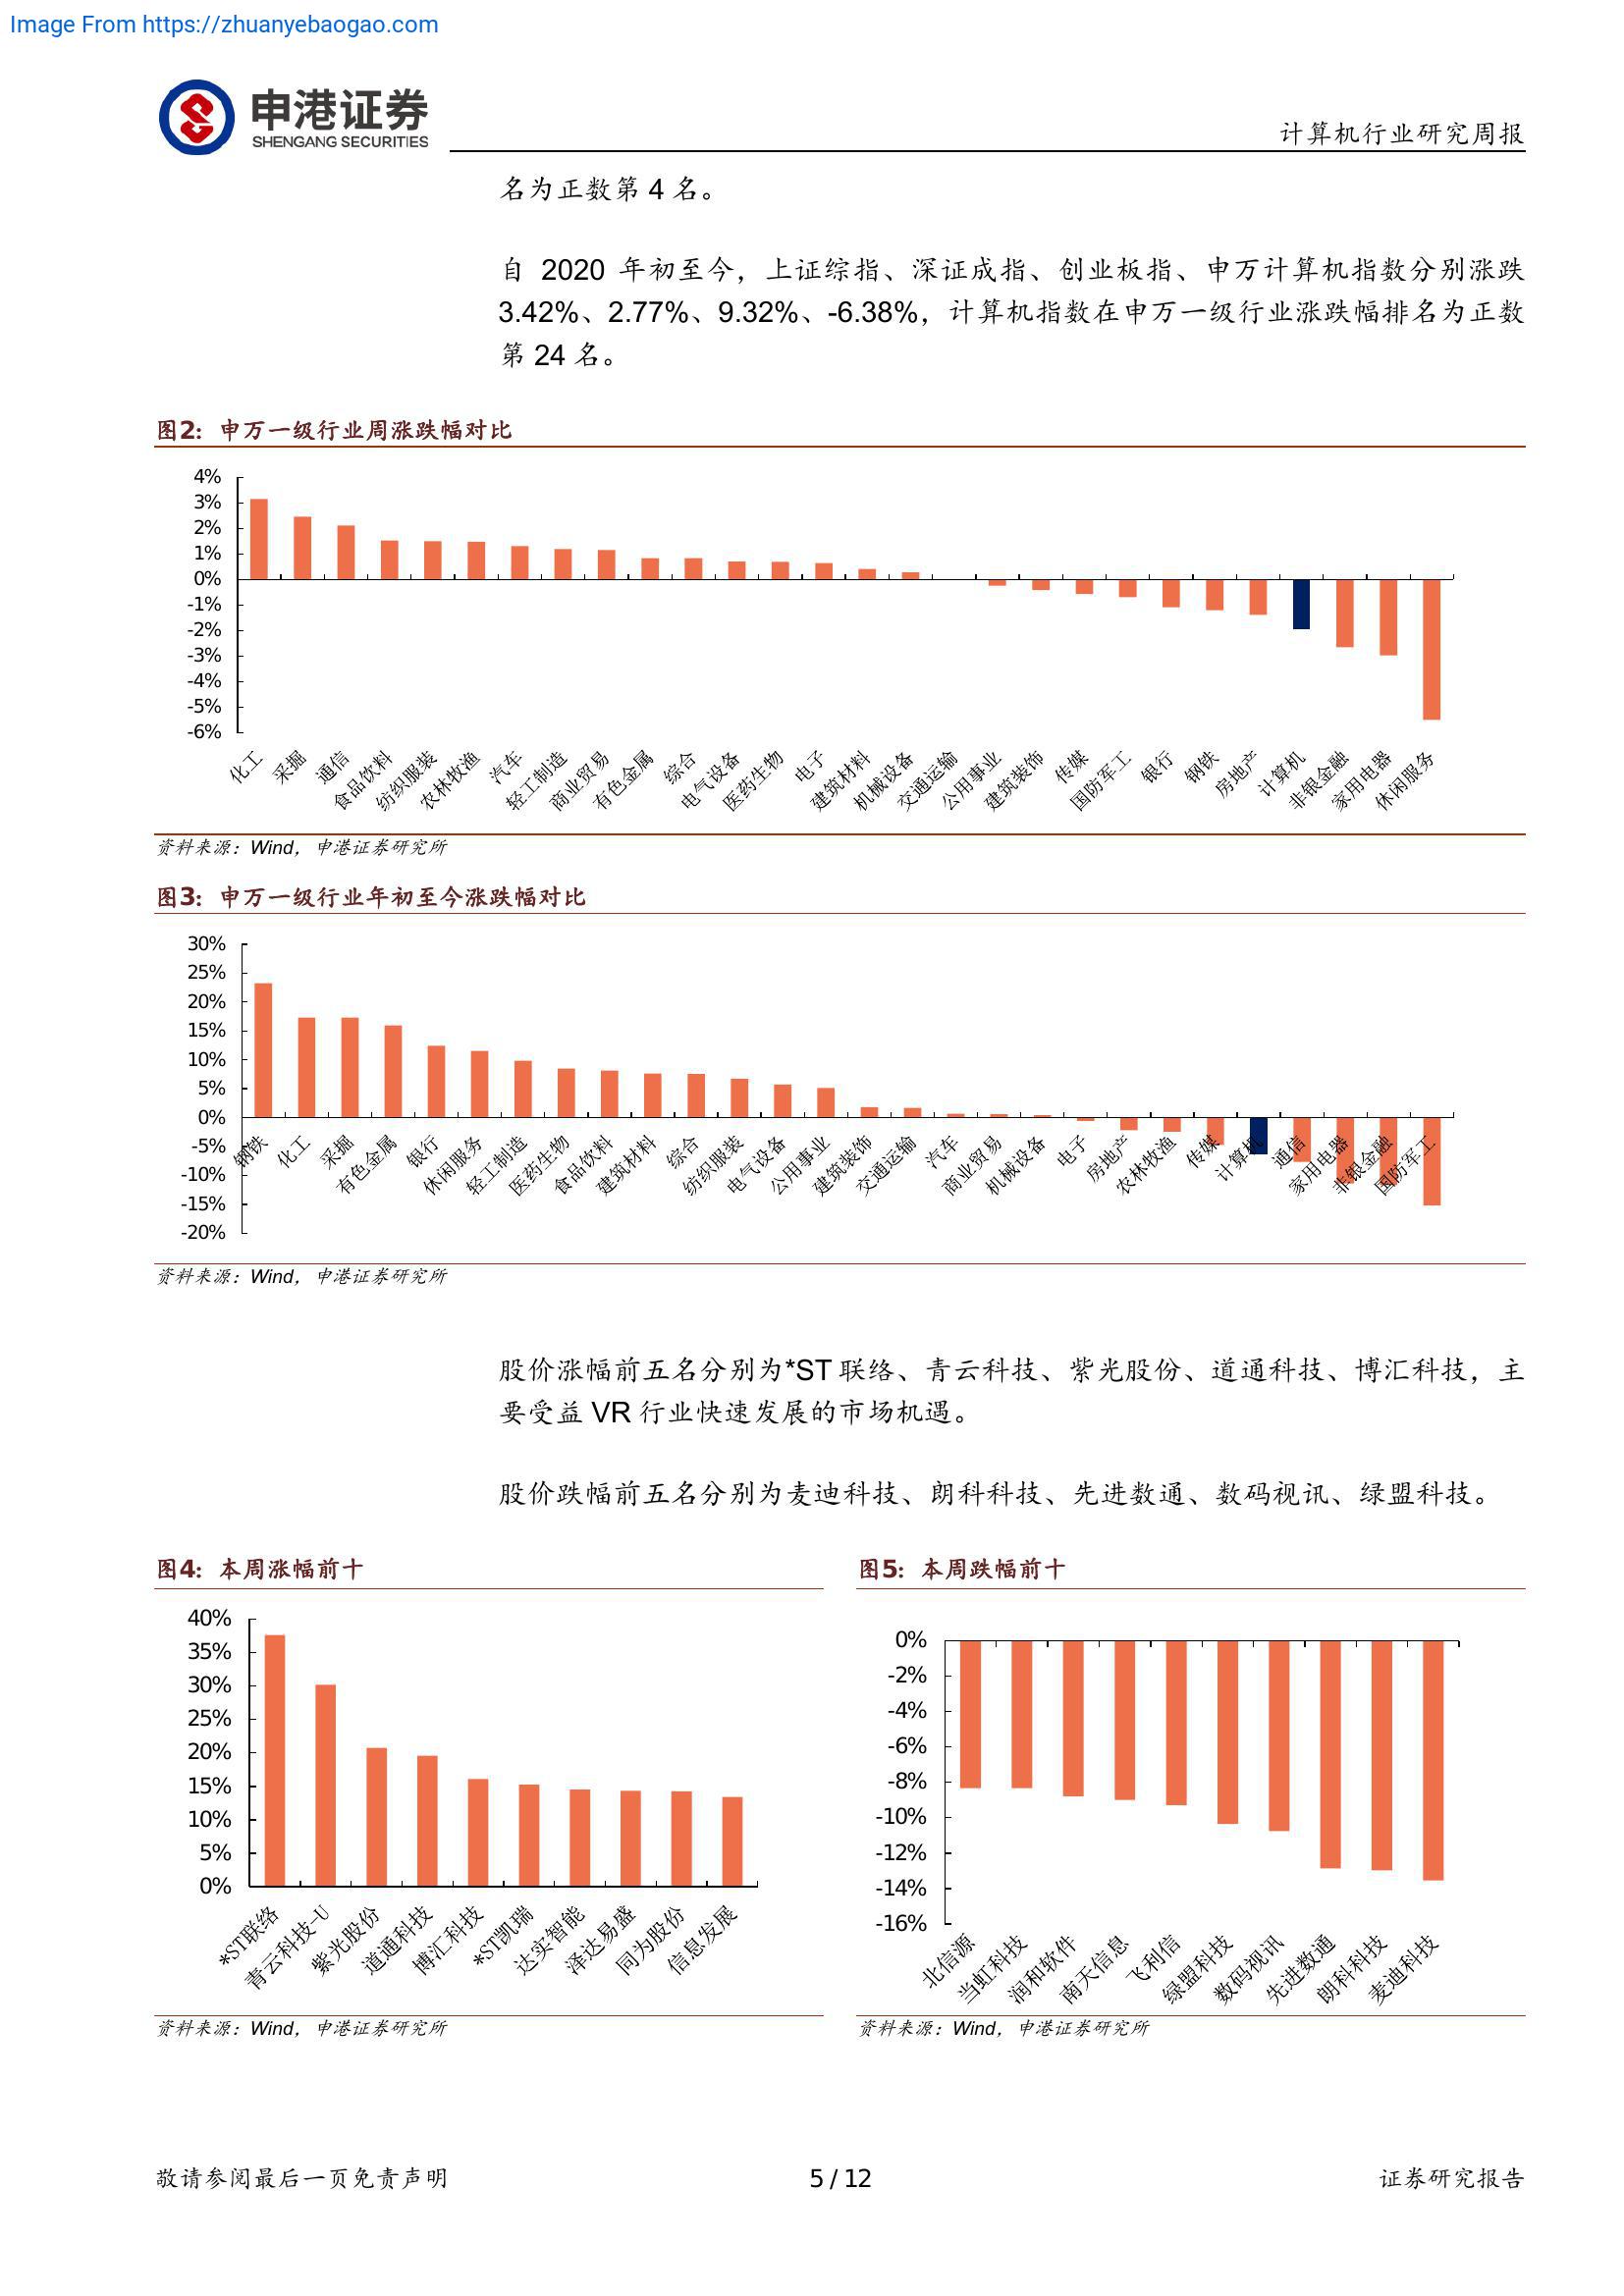 Image From https://zhuanyebaogao.com
申港证券
SHENGANG SECURITIES
计算机行业研究周报
名为正数第 4 名。
自 2020 年初至今，上证综指、深证成指、创业板指、申万计算机指数分别涨跌
3.42%、2.77%、9.32%、-6.38%，计算机指数在申万一级行业涨跌幅排名为正数
第 24 名。
图2：申万一级行业周涨跌幅对比
4%
3%
2%
1%
0%
-1%
-2%
-3%
-4%
-5%
-6%
化工 采掘 通信 食品饮料 纺织服装 农林牧渔 汽车 轻工制造 商业贸易 有色金属 综合 电气设备 医药生物 电子 建筑材料 机械设备 交通运输 公用事业 建筑装饰 传媒 国防军工 银行 钢铁 房地产 计算机 非银金融 家用电器 休闲服务
资料来源：Wind，申港证券研究所
图3：申万一级行业年初至今涨跌幅对比
30%
25%
20%
15%
10%
5%
0%
-5%
-10%
-15%
-20%
钢铁 化工 采掘 有色金属 银行 休闲服务 轻工制造 医药生物 食品饮料 建筑材料 综合 纺织服装 电气设备 公用事业 建筑装饰 交通运输 汽车 商业贸易 机械设备 电子 房地产 农林牧渔 传媒 计算机 通信 家用电器 非银金融 国防军工
资料来源：Wind，申港证券研究所
股价涨幅前五名分别为*ST 联络、青云科技、紫光股份、道通科技、博汇科技，主
要受益 VR 行业快速发展的市场机遇。
股价跌幅前五名分别为麦迪科技、朗科科技、先进数通、数码视讯、绿盟科技。
图4：本周涨幅前十
40%
35%
30%
25%
20%
15%
10%
5%
0%
*ST联络 青云科技-U 紫光股份 道通科技 博汇科技 *ST凯瑞 达实智能 泽达易盛 同为股份 信息发展
资料来源：Wind，申港证券研究所
图5：本周跌幅前十
0%
-2%
-4%
-6%
-8%
-10%
-12%
-14%
-16%
北信源 当虹科技 润和软件 南天信息 飞利信 绿盟科技 数码视讯 先进数通 朗科科技 麦迪科技
资料来源：Wind，申港证券研究所
敬请参阅最后一页免责声明
5 / 12
证券研究报告